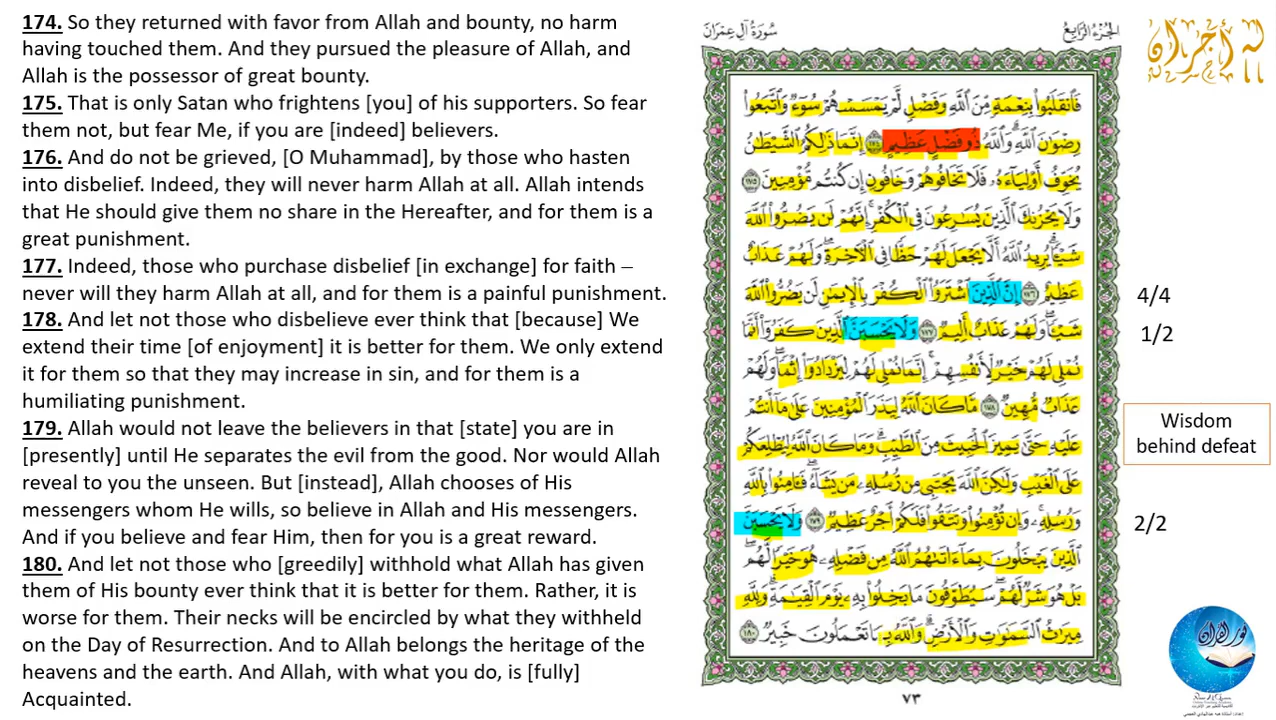 174. So they returned with favor from Allah and bounty, no harm
having touched them. And they pursued the pleasure of Allah, and
Allah is the possessor of great bounty.
175. That is only Satan who frightens [you] of his supporters. So fear
them not, but fear Me, if you are [indeed] believers.
176. And do not be grieved, [O Muhammad], by those who hasten
into disbelief. Indeed, they will never harm Allah at all. Allah intends
that He should give them no share in the Hereafter, and for them is a
great punishment.
177. Indeed, those who purchase disbelief [in exchange] for faith –
never will they harm Allah at all, and for them is a painful punishment.
178. And let not those who disbelieve ever think that [because] We
extend their time [of enjoyment] it is better for them. We only extend
it for them so that they may increase in sin, and for them is a
humiliating punishment.
179. Allah would not leave the believers in that [state] you are in
[presently] until He separates the evil from the good. Nor would Allah
reveal to you the unseen. But [instead], Allah chooses of His
messengers whom He wills, so believe in Allah and His messengers.
And if you believe and fear Him, then for you is a great reward.
180. And let not those who [greedily] withhold what Allah has given
them of His bounty ever think that it is better for them. Rather, it is
worse for them. Their necks will be encircled by what they withheld
on the Day of Resurrection. And to Allah belongs the heritage of the
heavens and the earth. And Allah, with what you do, is [fully]
Acquainted.
الجزء الرابع
سورة آل عمران
فَانقَلَبُوا بِنِعْمَةٍ مِّنَ اللَّهِ وَفَضْلٍ لَّمْ يَمْسَسْهُمْ سُوءٌ وَاتَّبَعُوا
رِضْوَانَ اللَّهِ ۗ وَاللَّهُ ذُو فَضْلٍ عَظِيمٍ ١٧٤ إِنَّمَا ذَٰلِكُمُ الشَّيْطَانُ
يُخَوِّفُ أَوْلِيَاءَهُ فَلَا تَخَافُوهُمْ وَخَافُونِ إِن كُنتُم مُّؤْمِنِينَ ١٧٥
وَلَا يَحْزُنكَ الَّذِينَ يُسَارِعُونَ فِي الْكُفْرِ ۚ إِنَّهُمْ لَن يَضُرُّوا اللَّهَ
شَيْئًا ۗ يُرِيدُ اللَّهُ أَلَّا يَجْعَلَ لَهُمْ حَظًّا فِي الْآخِرَةِ ۖ وَلَهُمْ عَذَابٌ
عَظِيمٌ ١٧٦ إِنَّ الَّذِينَ اشْتَرَوُا الْكُفْرَ بِالْإِيمَانِ لَن يَضُرُّوا اللَّهَ
شَيْئًا ۖ وَلَهُمْ عَذَابٌ أَلِيمٌ ١٧٧ وَلَا يَحْسَبَنَّ الَّذِينَ كَفَرُوا أَنَّمَا
نُمْلِي لَهُمْ خَيْرٌ لِّأَنفُسِهِمْ ۚ إِنَّمَا نُمْلِي لَهُمْ لِيَزْدَادُوا إِثْمًا ۚ وَلَهُمْ
عَذَابٌ مُّهِينٌ ١٧٨ مَّا كَانَ اللَّهُ لِيَذَرَ الْمُؤْمِنِينَ عَلَىٰ مَا أَنتُمْ
عَلَيْهِ حَتَّىٰ يَمِيزَ الْخَبِيثَ مِنَ الطَّيِّبِ ۗ وَمَا كَانَ اللَّهُ لِيُطْلِعَكُمْ
عَلَى الْغَيْبِ وَلَٰكِنَّ اللَّهَ يَجْتَبِي مِن رُّسُلِهِ مَن يَشَاءُ ۖ فَآمِنُوا بِاللَّهِ
وَرُسُلِهِ ۚ وَإِن تُؤْمِنُوا وَتَتَّقُوا فَلَكُمْ أَجْرٌ عَظِيمٌ ١٧٩ وَلَا يَحْسَبَنَّ
الَّذِينَ يَبْخَلُونَ بِمَا آتَاهُمُ اللَّهُ مِن فَضْلِهِ هُوَ خَيْرًا لَّهُم ۖ
بَلْ هُوَ شَرٌّ لَّهُمْ ۖ سَيُطَوَّقُونَ مَا بَخِلُوا بِهِ يَوْمَ الْقِيَامَةِ ۗ وَلِلَّهِ
مِيرَاثُ السَّمَاوَاتِ وَالْأَرْضِ ۗ وَاللَّهُ بِمَا تَعْمَلُونَ خَبِيرٌ ١٨٠
٧٣
له أجران
4/4
1/2
Wisdom
behind defeat
2/2
نور القرآن